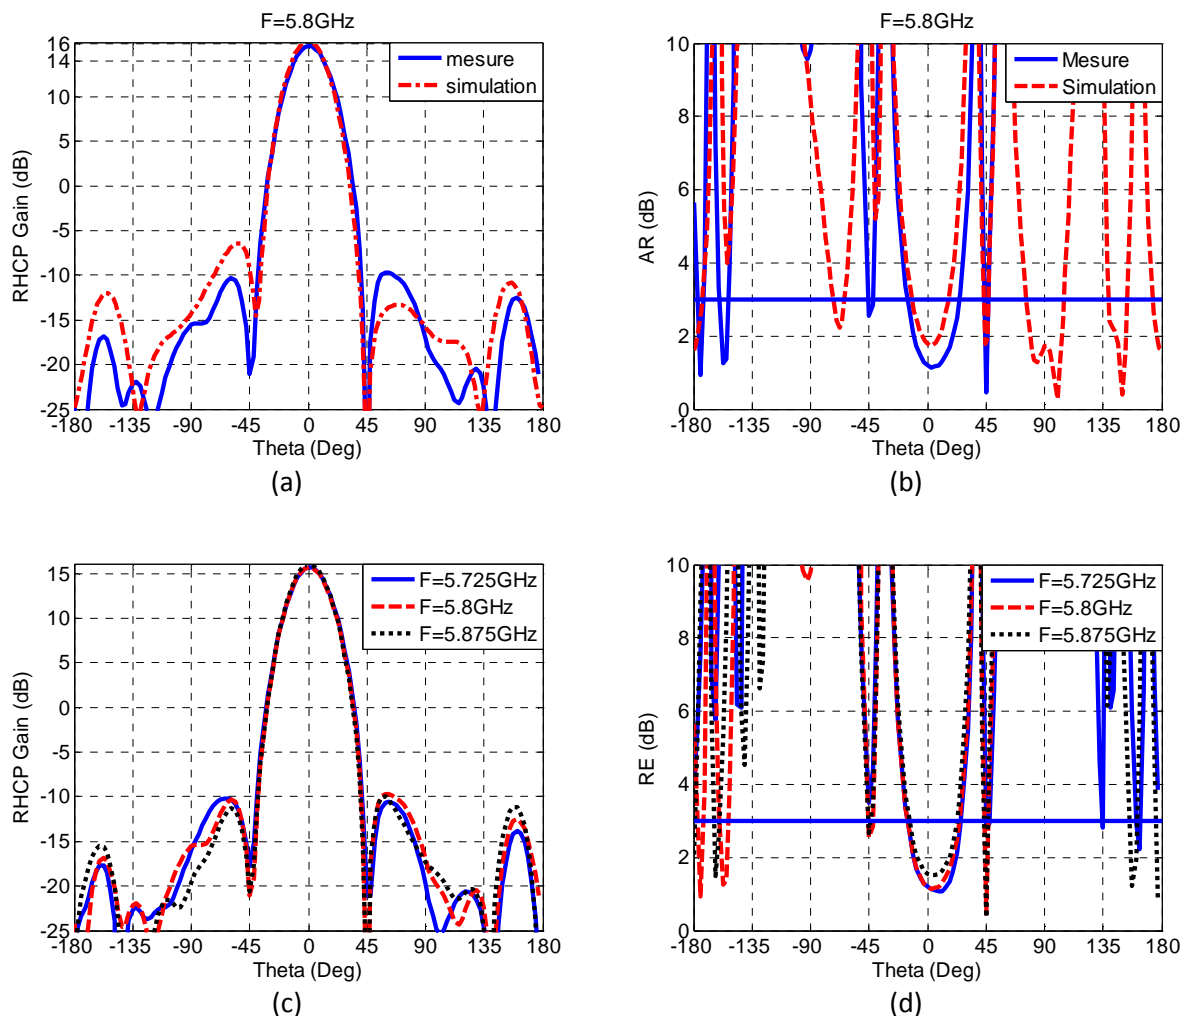 F=5.8GHz
16
14
10
5
0
-5
-10
-15
-20
-25
RHCP Gain (dB)
mesure
simulation
-180 -135 -90 -45 0 45 90 135 180
Theta (Deg)
(a)
F=5.8GHz
10
8
6
4
2
0
AR (dB)
Mesure
Simulation
-180 -135 -90 -45 0 45 90 135 180
Theta (Deg)
(b)
15
10
5
0
-5
-10
-15
-20
-25
RHCP Gain (dB)
F=5.725GHz
F=5.8GHz
F=5.875GHz
-180 -135 -90 -45 0 45 90 135 180
Theta (Deg)
(c)
10
8
6
4
2
0
RE (dB)
F=5.725GHz
F=5.8GHz
F=5.875GHz
-180 -135 -90 -45 0 45 90 135 180
Theta (Deg)
(d)